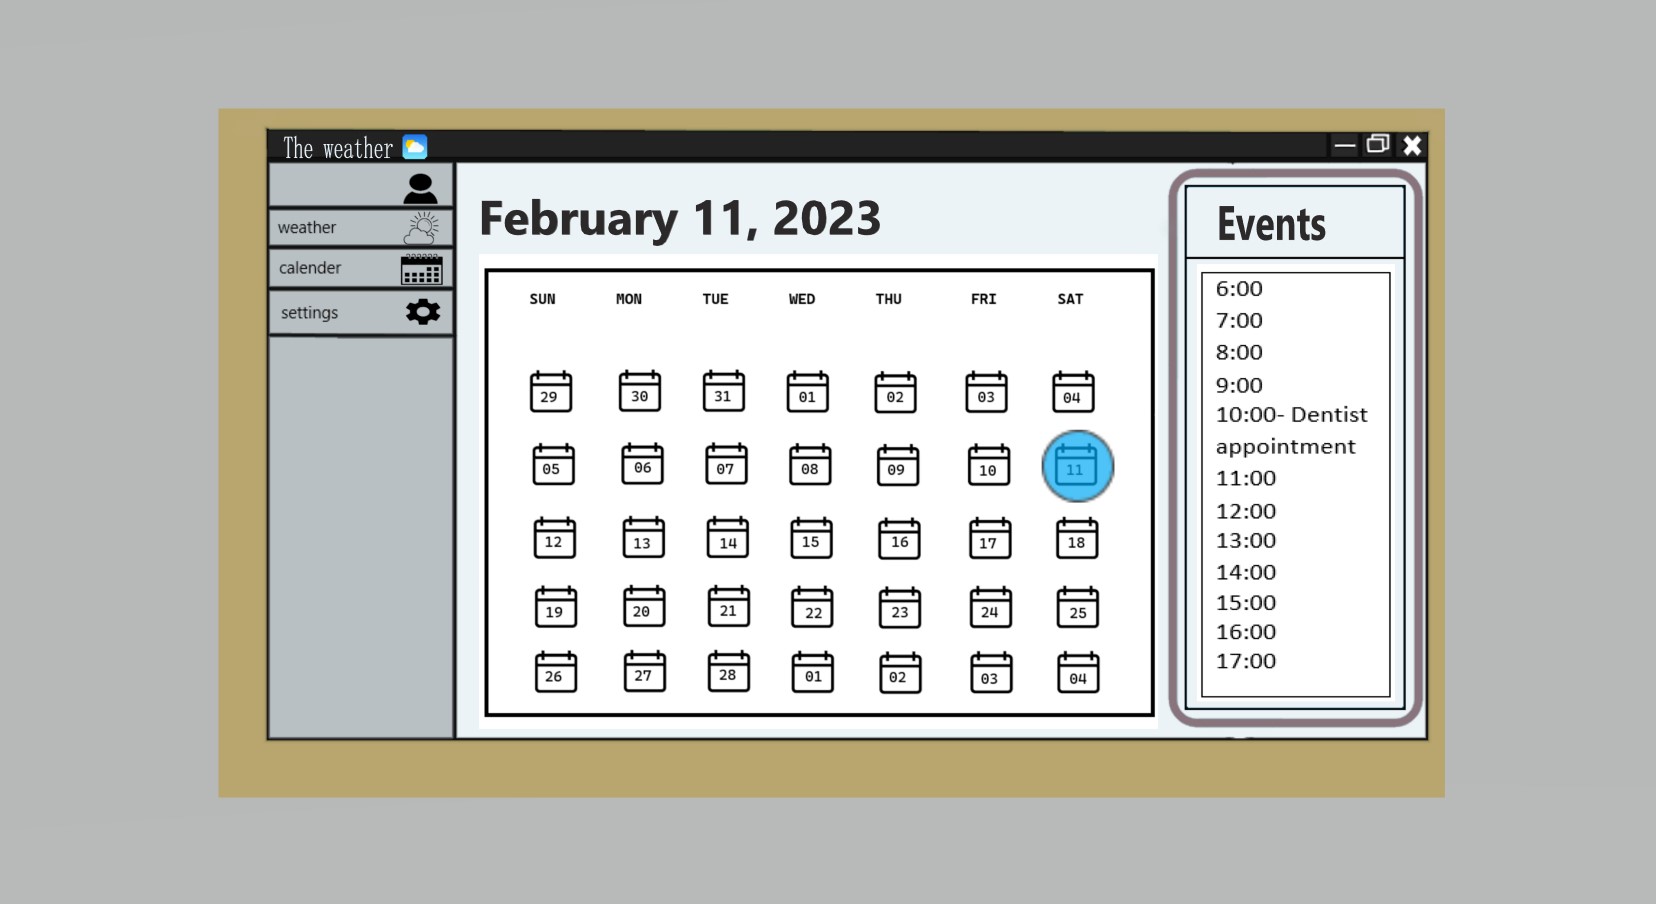 The weather
weather
calender
settings
February 11, 2023
SUN MON TUE WED THU FRI SAT
29 30 31 01 02 03 04
05 06 07 08 09 10 11
12 13 14 15 16 17 18
19 20 21 22 23 24 25
26 27 28 01 02 03 04
Events
6:00
7:00
8:00
9:00
10:00- Dentist
appointment
11:00
12:00
13:00
14:00
15:00
16:00
17:00